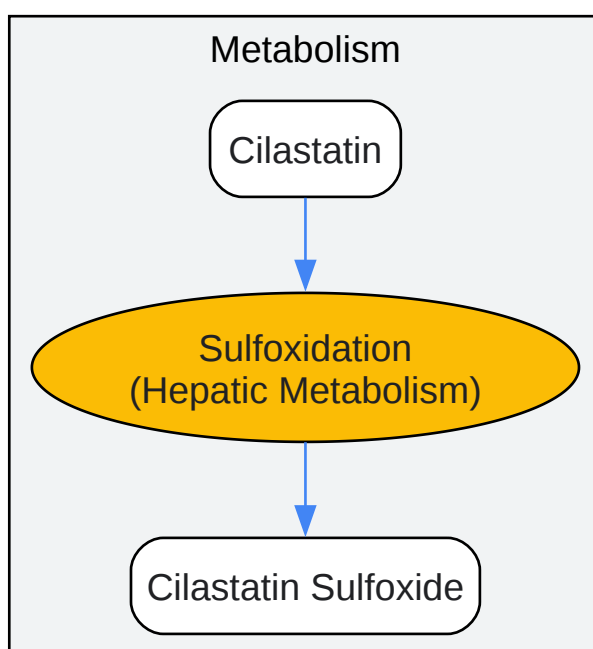 Metabolism
Cilastatin
Sulfoxidation
(Hepatic Metabolism)
Cilastatin Sulfoxide